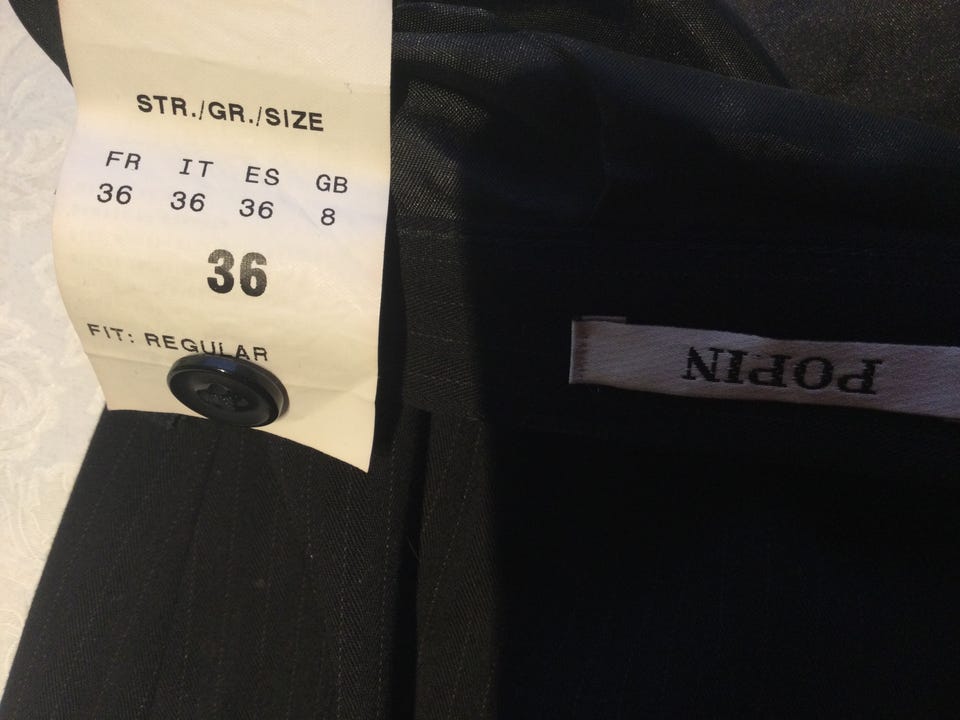 STR./GR./SIZE
FR IT ES GB
36 36 36 8
36
FIT: REGULAR
POPIN